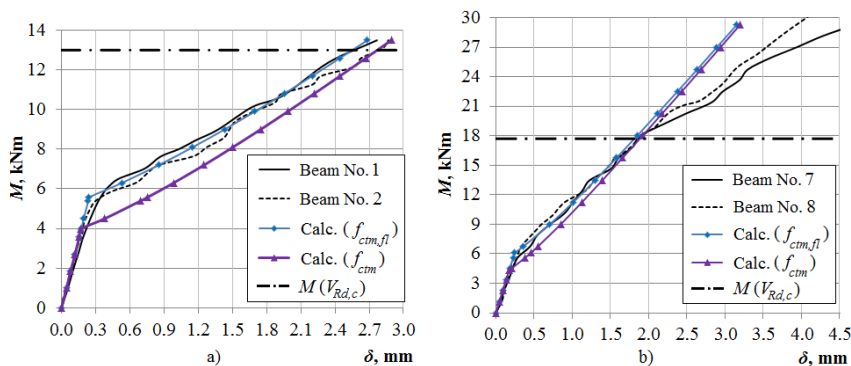 M, kNm
14
12
10
8
6
4
2
0
0.0 0.3 0.6 0.9 1.2 1.5 1.8 2.1 2.4 2.7 3.0
Beam No. 1
Beam No. 2
Calc. (fctm,fl)
Calc. (fctm)
M(VRd,c)
a)
δ, mm
M, kNm
30
27
24
21
18
15
12
9
6
3
0
0.0 0.5 1.0 1.5 2.0 2.5 3.0 3.5 4.0 4.5
Beam No. 7
Beam No. 8
Calc. (fctm,fl)
Calc. (fctm)
M(VRd,c)
b)
δ, mm